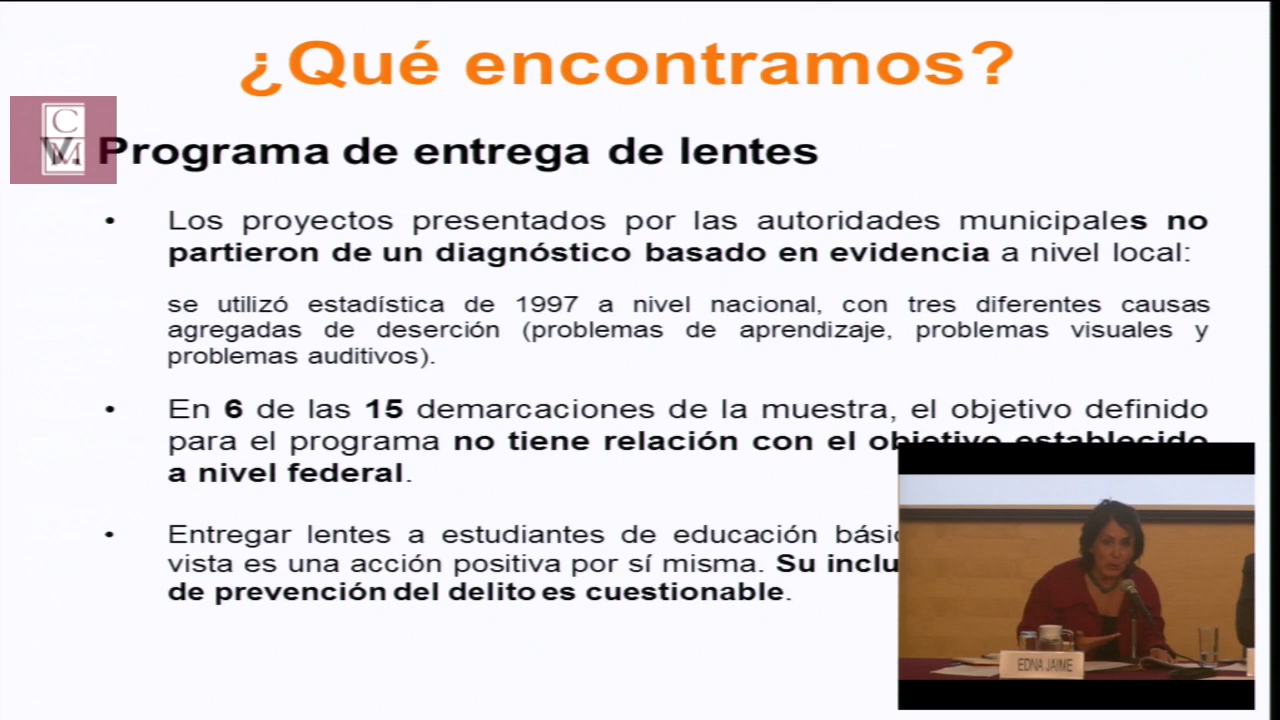 ¿Qué encontramos?
C
M
V. Programa de entrega de lentes
• Los proyectos presentados por las autoridades municipales no
partieron de un diagnóstico basado en evidencia a nivel local:
se utilizó estadística de 1997 a nivel nacional, con tres diferentes causas
agregadas de deserción (problemas de aprendizaje, problemas visuales y
problemas auditivos).
• En 6 de las 15 demarcaciones de la muestra, el objetivo definido
para el programa no tiene relación con el objetivo establecido
a nivel federal.
• Entregar lentes a estudiantes de educación
vista es una acción positiva por sí misma. Su
de prevención del delito es cuestionable.
EDNA JAIME